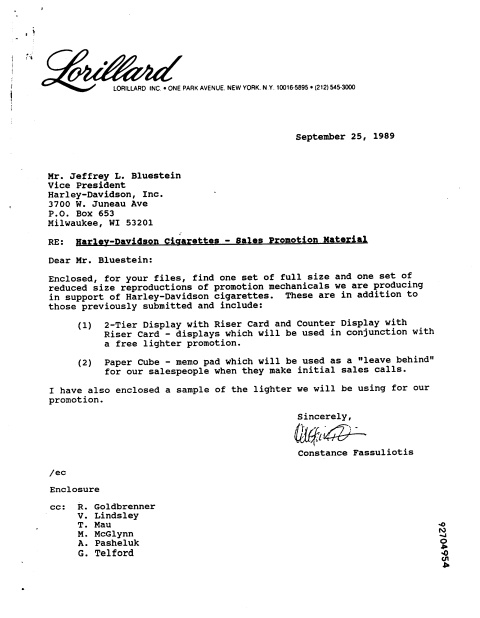 Lorillard
LORILLARD INC. • ONE PARK AVENUE, NEW YORK, N.Y. 10016-5895 • (212) 545-3000
September 25, 1989
Mr. Jeffrey L. Bluestein
Vice President
Harley-Davidson, Inc.
3700 W. Juneau Ave
P.O. Box 653
Milwaukee, WI 53201
RE: Harley-Davidson Cigarettes - Sales Promotion Material
Dear Mr. Bluestein:
Enclosed, for your files, find one set of full size and one set of
reduced size reproductions of promotion mechanicals we are producing
in support of Harley-Davidson cigarettes. These are in addition to
those previously submitted and include:
(1) 2-Tier Display with Riser Card and Counter Display with
Riser Card - displays which will be used in conjunction with
a free lighter promotion.
(2) Paper Cube - memo pad which will be used as a "leave behind"
for our salespeople when they make initial sales calls.
I have also enclosed a sample of the lighter we will be using for our
promotion.
Sincerely,
Constance Fassuliotis
/ec
Enclosure
cc: R. Goldbrenner
V. Lindsley
T. Mau
M. McGlynn
A. Pasheluk
G. Telford
92704954